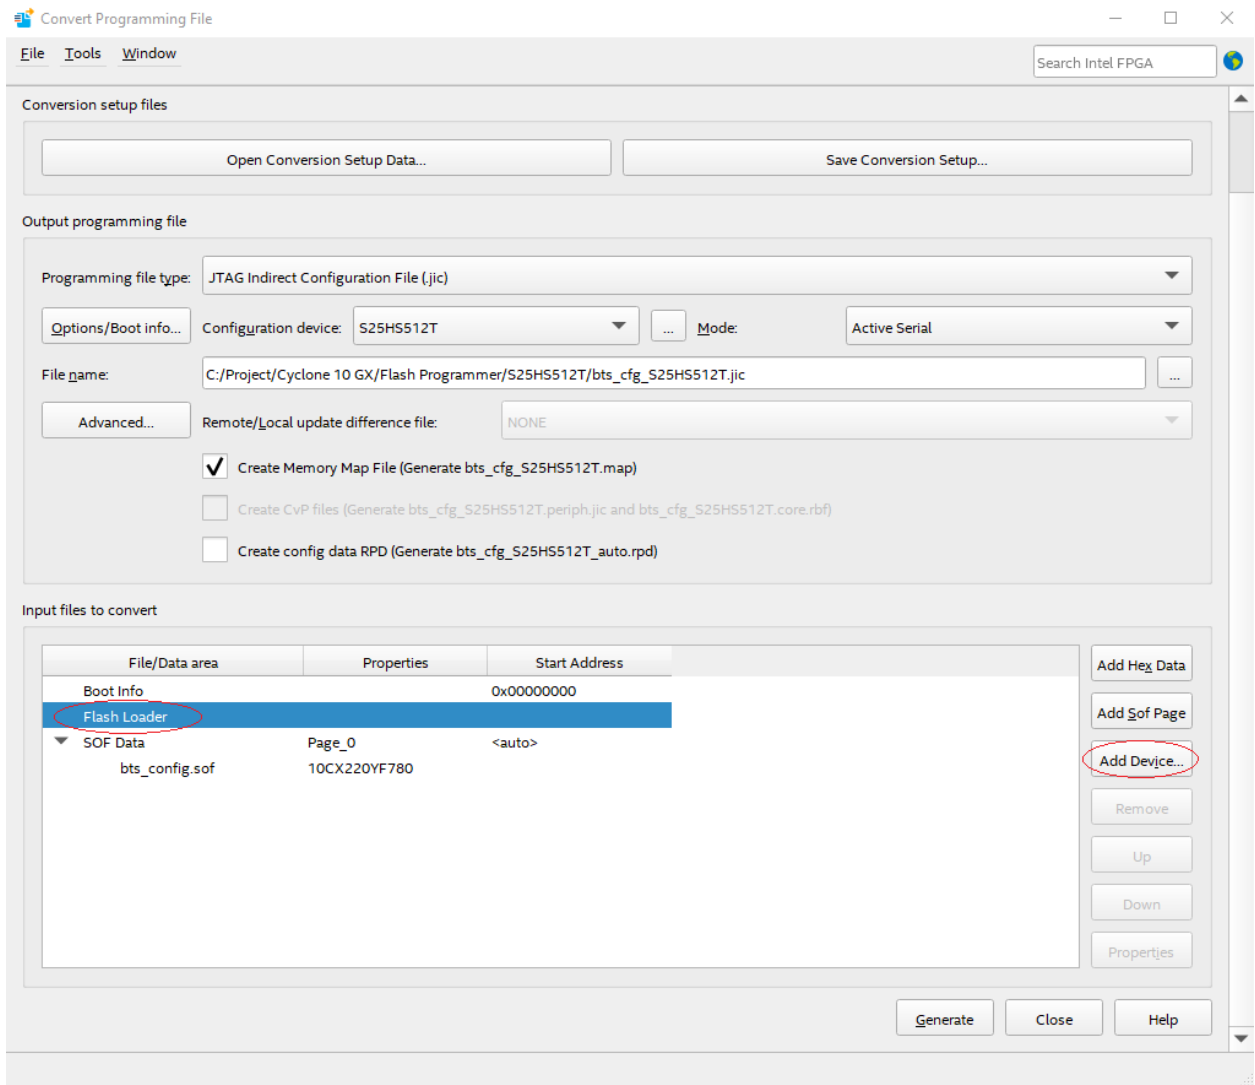 Convert Programming File
File Tools Window
Search Intel FPGA
Conversion setup files
Open Conversion Setup Data... Save Conversion Setup...
Output programming file
Programming file type: JTAG Indirect Configuration File (.jic)
Options/Boot info... Configuration device: S25HS512T ... Mode: Active Serial
File name: C:/Project/Cyclone 10 GX/Flash Programmer/S25HS512T/bts_cfg_S25HS512T.jic ...
Advanced... Remote/Local update difference file: NONE
Create Memory Map File (Generate bts_cfg_S25HS512T.map)
Create CvP files (Generate bts_cfg_S25HS512T.periph.jic and bts_cfg_S25HS512T.core.rbf)
Create config data RPD (Generate bts_cfg_S25HS512T_auto.rpd)
Input files to convert
File/Data area Properties Start Address
Boot Info 0x00000000
Flash Loader
SOF Data Page_0 <auto>
bts_config.sof 10CX220YF780
Add Hex Data
Add Sof Page
Add Device...
Remove
Up
Down
Properties
Generate Close Help